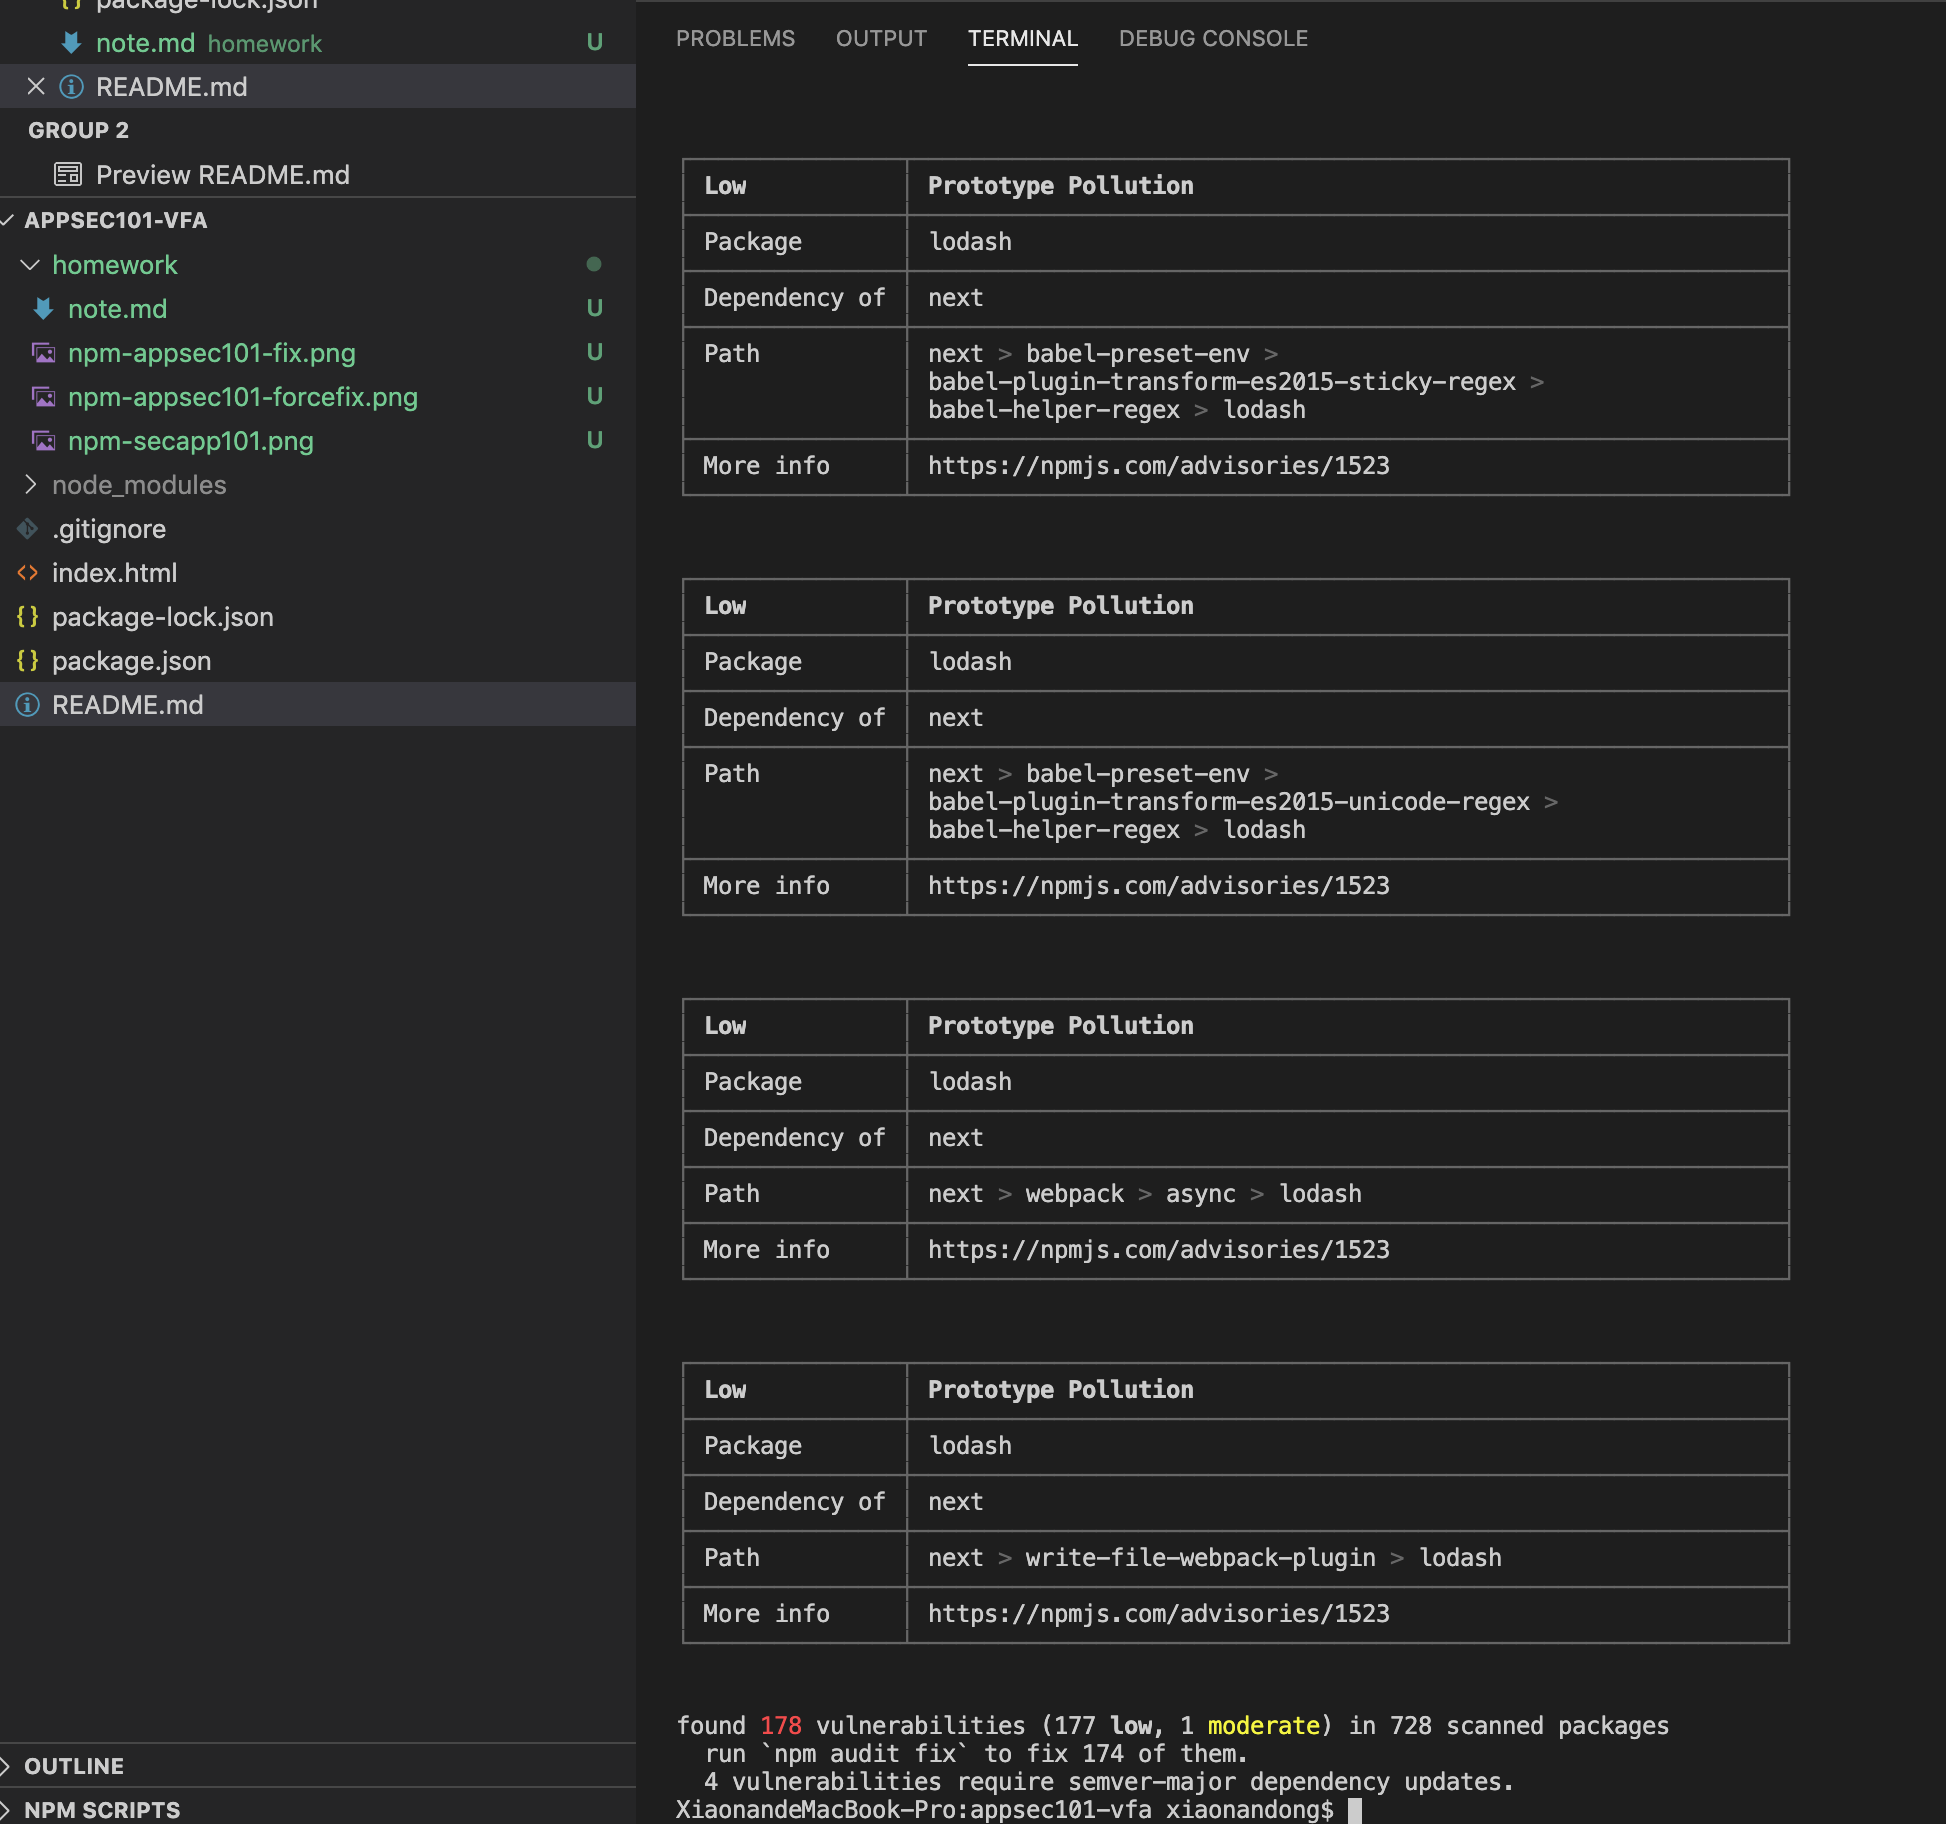 package-lock.json
note.md homework U
README.md
GROUP 2
Preview README.md
APPSEC101-VFA
homework
note.md U
npm-appsec101-fix.png U
npm-appsec101-forcefix.png U
npm-secapp101.png U
node_modules
.gitignore
index.html
package-lock.json
package.json
README.md
OUTLINE
NPM SCRIPTS
PROBLEMS OUTPUT TERMINAL DEBUG CONSOLE
Low Prototype Pollution
Package lodash
Dependency of next
Path next > babel-preset-env >
babel-plugin-transform-es2015-sticky-regex >
babel-helper-regex > lodash
More info https://npmjs.com/advisories/1523
Low Prototype Pollution
Package lodash
Dependency of next
Path next > babel-preset-env >
babel-plugin-transform-es2015-unicode-regex >
babel-helper-regex > lodash
More info https://npmjs.com/advisories/1523
Low Prototype Pollution
Package lodash
Dependency of next
Path next > webpack > async > lodash
More info https://npmjs.com/advisories/1523
Low Prototype Pollution
Package lodash
Dependency of next
Path next > write-file-webpack-plugin > lodash
More info https://npmjs.com/advisories/1523
found 178 vulnerabilities (177 low, 1 moderate) in 728 scanned packages
run `npm audit fix` to fix 174 of them.
4 vulnerabilities require semver-major dependency updates.
XiaonandeMacBook-Pro:appsec101-vfa xiaonandong$